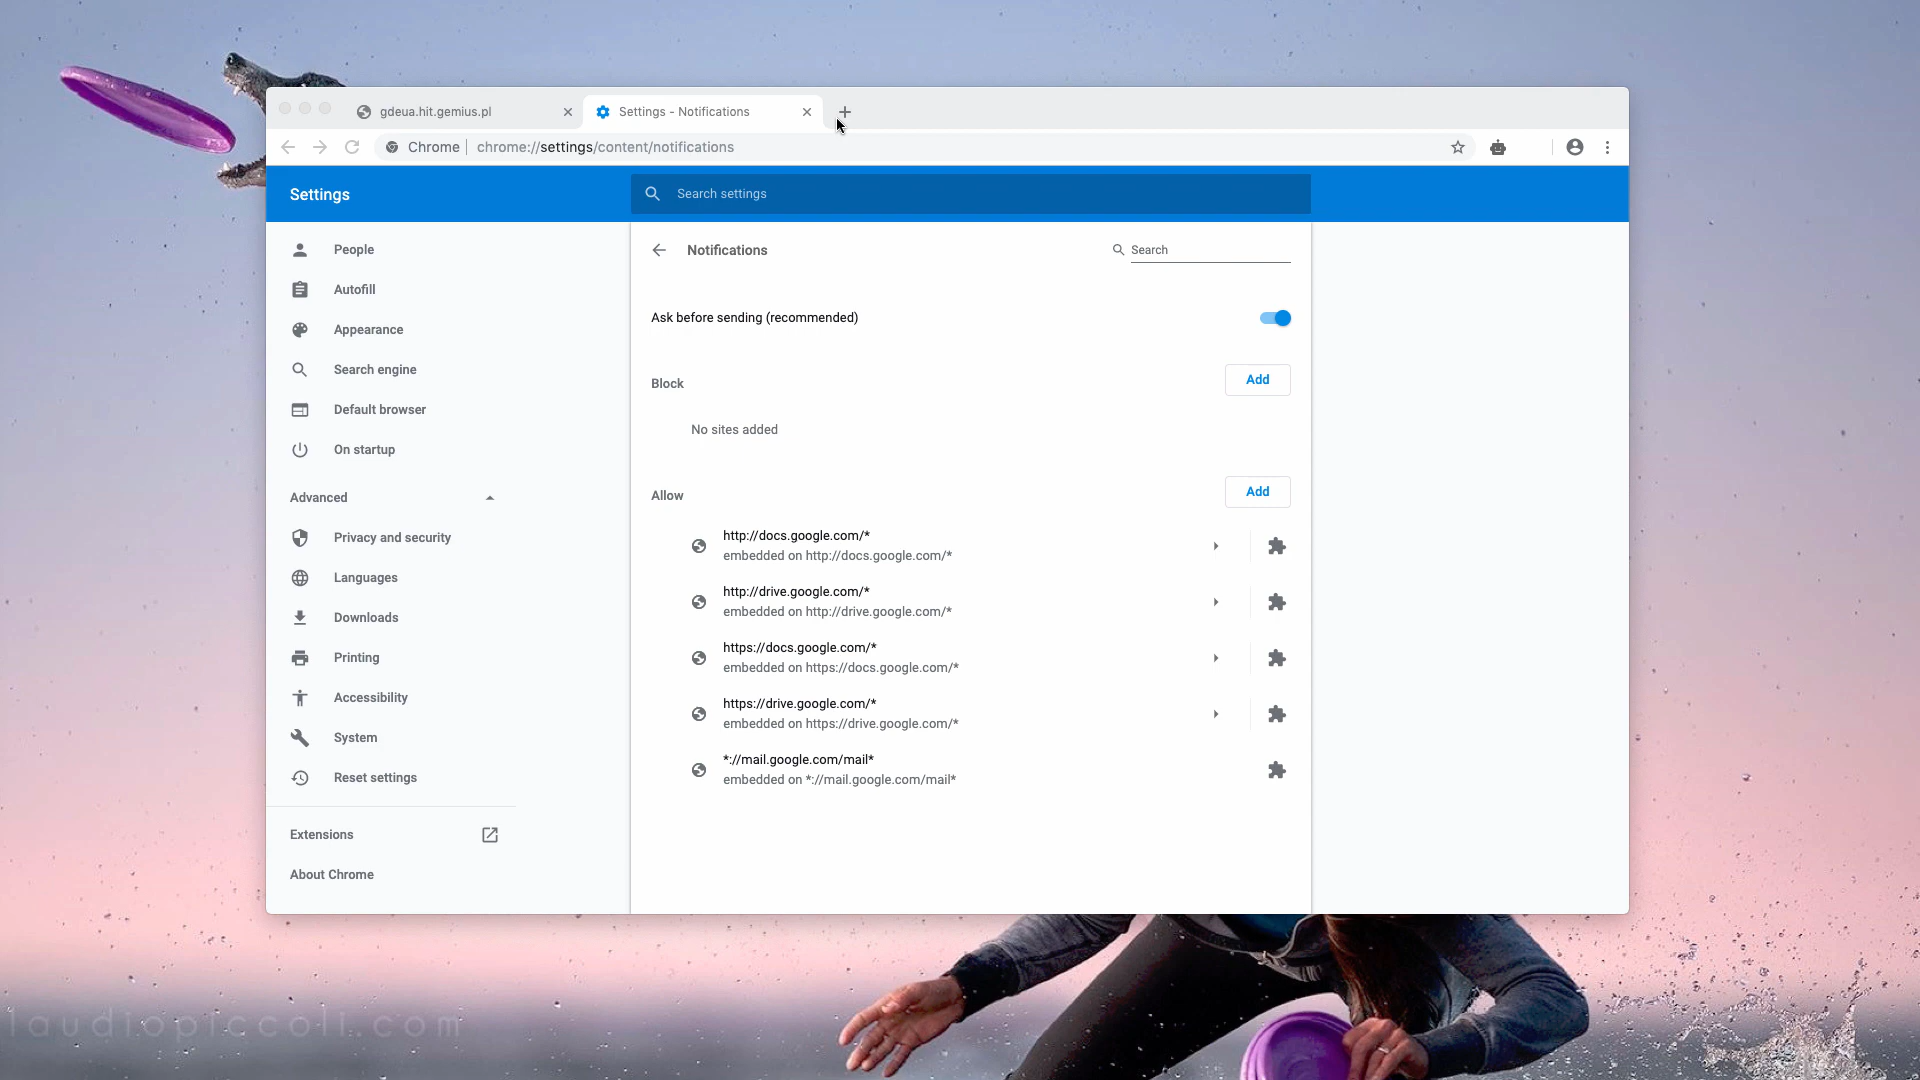 gdeua.hit.gemius.pl
Settings - Notifications
Chrome
chrome://settings/content/notifications
Settings
Search settings
People
Autofill
Appearance
Search engine
Default browser
On startup
Advanced
Privacy and security
Languages
Downloads
Printing
Accessibility
System
Reset settings
Extensions
About Chrome
Notifications
Search
Ask before sending (recommended)
Block
Add
No sites added
Allow
Add
http://docs.google.com/*
embedded on http://docs.google.com/*
http://drive.google.com/*
embedded on http://drive.google.com/*
https://docs.google.com/*
embedded on https://docs.google.com/*
https://drive.google.com/*
embedded on https://drive.google.com/*
*://mail.google.com/mail*
embedded on *://mail.google.com/mail*
laudiopiccoli.com